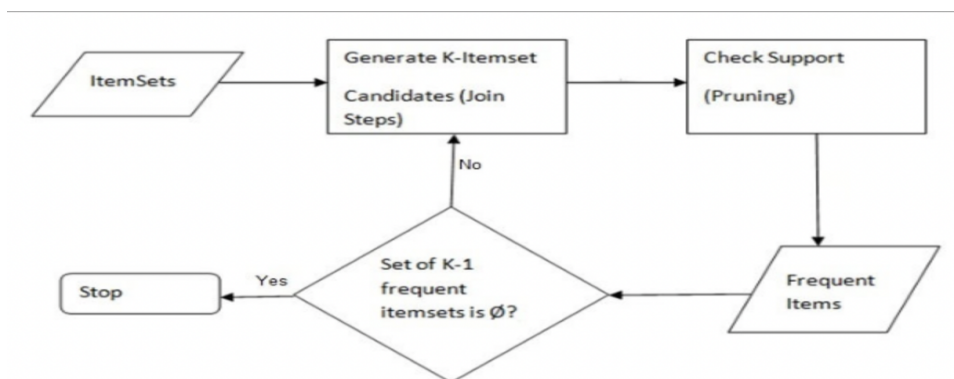 ItemSets
Generate K-Itemset
Candidates (Join
Steps)
Check Support
(Pruning)
No
Set of K-1
frequent
itemsets is Ø?
Yes
Stop
Frequent
Items